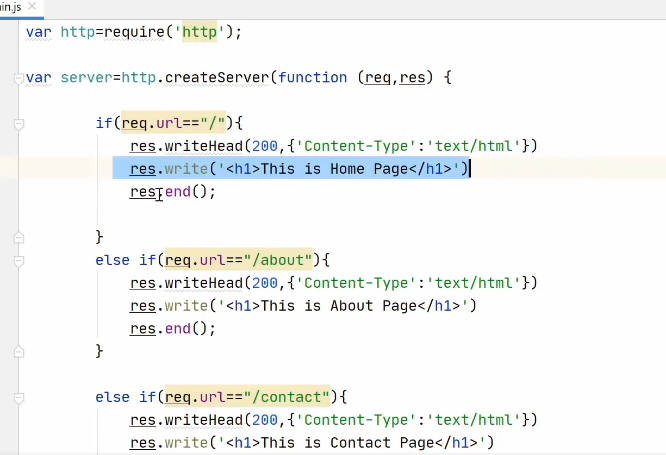 in.js
var http=require('http');
var server=http.createServer(function (req,res) {
if(req.url=="/"){
res.writeHead(200,{'Content-Type':'text/html'})
res.write('<h1>This is Home Page</h1>')
res.end();
}
else if(req.url=="/about"){
res.writeHead(200,{'Content-Type':'text/html'})
res.write('<h1>This is About Page</h1>')
res.end();
}
else if(req.url=="/contact"){
res.writeHead(200,{'Content-Type':'text/html'})
res.write('<h1>This is Contact Page</h1>')